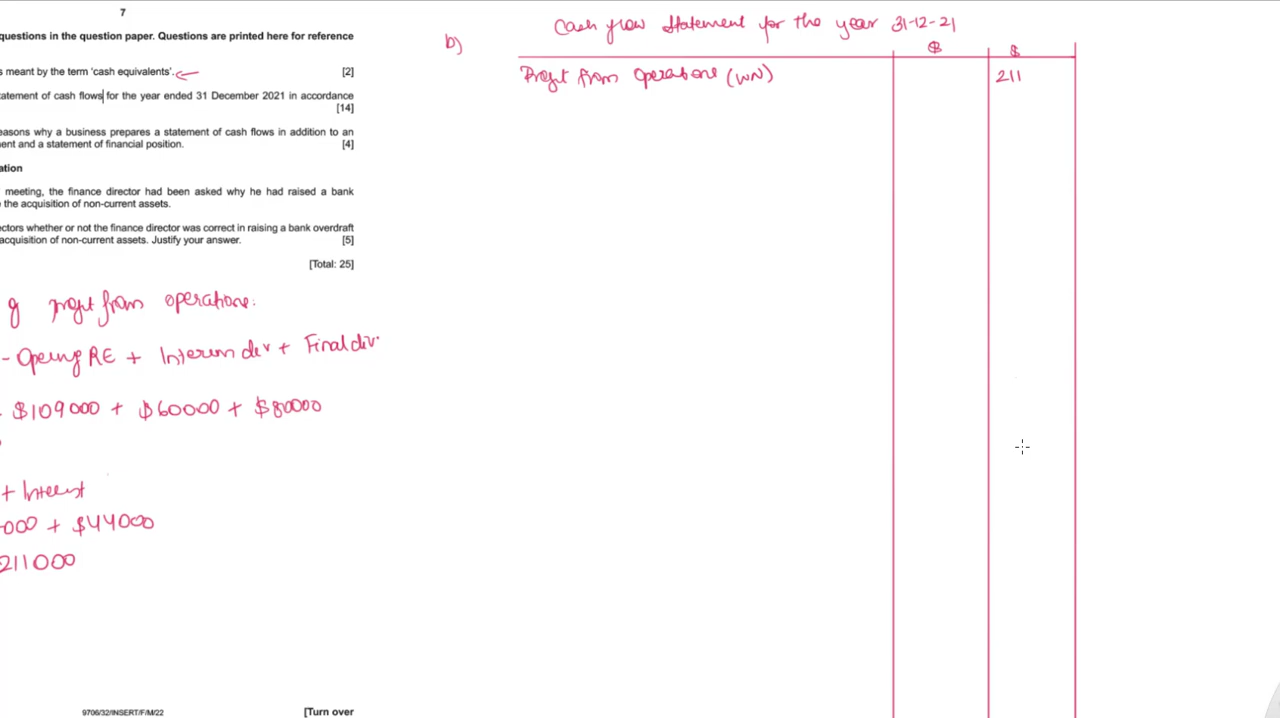 7
questions in the question paper. Questions are printed here for reference
s meant by the term 'cash equivalents'. [2]
atement of cash flows for the year ended 31 December 2021 in accordance
[14]
easons why a business prepares a statement of cash flows in addition to an
ent and a statement of financial position. [4]
ation
meeting, the finance director had been asked why he had raised a bank
the acquisition of non-current assets.
ctors whether or not the finance director was correct in raising a bank overdraft
acquisition of non-current assets. Justify your answer. [5]
[Total: 25]
g profit from operations:
- Opening RE + Interim div + Final div.
$109000 + $60000 + $80000
+ Interest
000 + $44000
211000
9706/32/INSERT/F/M/22
[Turn over
b)
Cash flow Statement for the year 31-12-21
$ $
Profit from operations (WN) 211